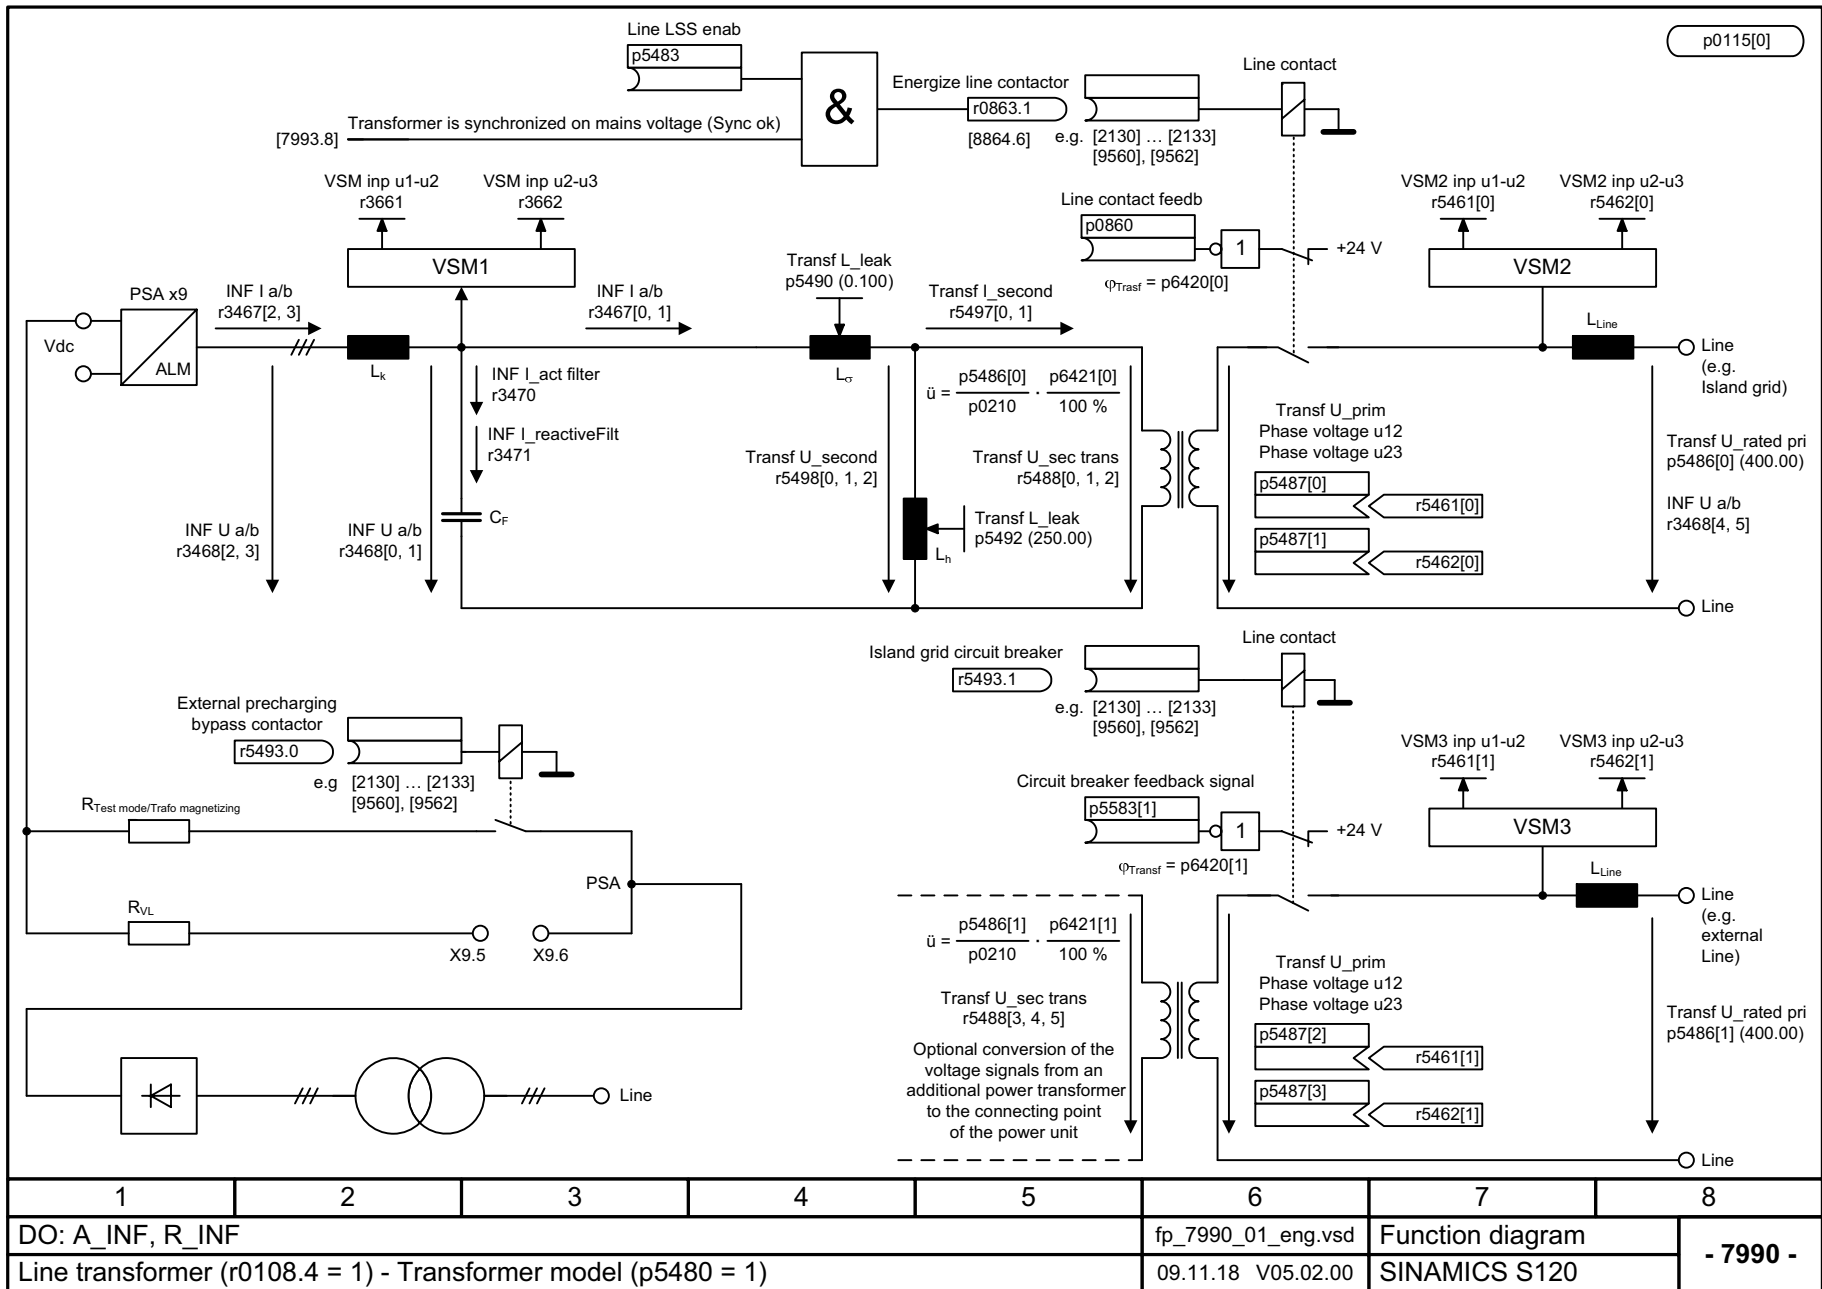 Line LSS enab
p5483
p0115[0]
&
Energize line contactor
r0863.1
[8864.6]
e.g. [2130] … [2133]
[9560], [9562]
Line contact
[7993.8]
Transformer is synchronized on mains voltage (Sync ok)
VSM inp u1-u2
r3661
VSM inp u2-u3
r3662
VSM1
Line contact feedb
p0860
1
+24 V
φTrasf = p6420[0]
VSM2 inp u1-u2
r5461[0]
VSM2 inp u2-u3
r5462[0]
VSM2
PSA x9
Vdc
ALM
INF I a/b
r3467[2, 3]
Lk
INF I a/b
r3467[0, 1]
Transf L_leak
p5490 (0.100)
Lσ
Transf I_second
r5497[0, 1]
LLine
Line
(e.g.
Island grid)
INF I_act filter
r3470
INF I_reactiveFilt
r3471
CF
INF U a/b
r3468[2, 3]
INF U a/b
r3468[0, 1]
Transf U_second
r5498[0, 1, 2]
ü = p5486[0] / p0210 · p6421[0] / 100 %
Transf U_sec trans
r5488[0, 1, 2]
Transf L_leak
p5492 (250.00)
Lh
Transf U_prim
Phase voltage u12
Phase voltage u23
p5487[0]
r5461[0]
p5487[1]
r5462[0]
Transf U_rated pri
p5486[0] (400.00)
INF U a/b
r3468[4, 5]
Line
Island grid circuit breaker
r5493.1
e.g. [2130] … [2133]
[9560], [9562]
Line contact
External precharging
bypass contactor
r5493.0
e.g [2130] … [2133]
[9560], [9562]
Circuit breaker feedback signal
p5583[1]
1
+24 V
φTransf = p6420[1]
VSM3 inp u1-u2
r5461[1]
VSM3 inp u2-u3
r5462[1]
VSM3
RTest mode/Trafo magnetizing
PSA
RVL
X9.5
X9.6
LLine
Line
(e.g.
external
Line)
ü = p5486[1] / p0210 · p6421[1] / 100 %
Transf U_sec trans
r5488[3, 4, 5]
Optional conversion of the
voltage signals from an
additional power transformer
to the connecting point
of the power unit
Transf U_prim
Phase voltage u12
Phase voltage u23
p5487[2]
r5461[1]
p5487[3]
r5462[1]
Transf U_rated pri
p5486[1] (400.00)
Line
Line
1 2 3 4 5 6 7 8
DO: A_INF, R_INF
fp_7990_01_eng.vsd
Function diagram
- 7990 -
Line transformer (r0108.4 = 1) - Transformer model (p5480 = 1)
09.11.18 V05.02.00
SINAMICS S120